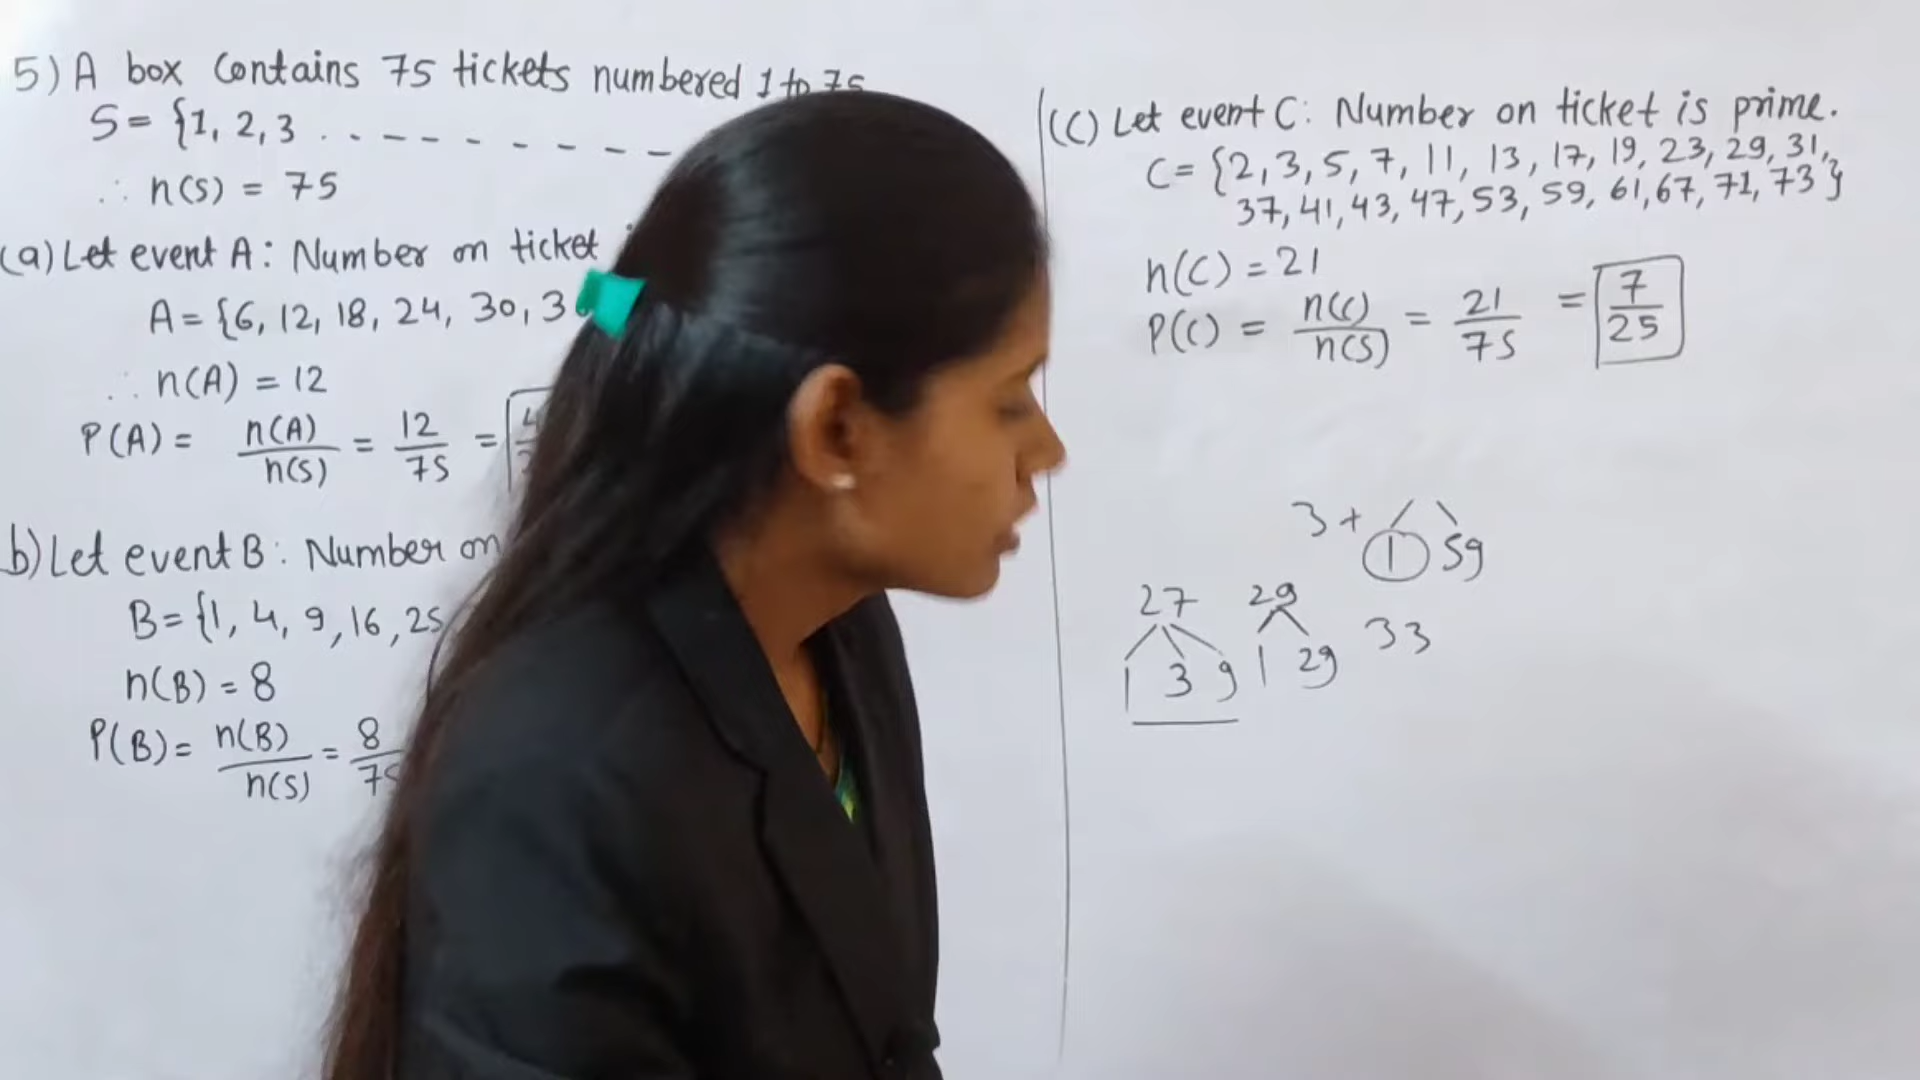 5) A box Contains 75 tickets numbered 1 to 75
S = {1, 2, 3 . . - - - - - - - -
∴ n(S) = 75
(a) Let event A : Number on ticket
A = {6, 12, 18, 24, 30, 3
∴ n(A) = 12
P(A) = n(A)/n(S) = 12/75 =
b) Let event B : Number on
B = {1, 4, 9, 16, 25
n(B) = 8
P(B) = n(B)/n(S) = 8/75
(C) Let event C : Number on ticket is prime.
C = {2, 3, 5, 7, 11, 13, 17, 19, 23, 29, 31,
37, 41, 43, 47, 53, 59, 61, 67, 71, 73}
n(C) = 21
P(C) = n(C)/n(S) = 21/75 = 7/25
3 + 1 59
27 29 33
1 3 9 1 29